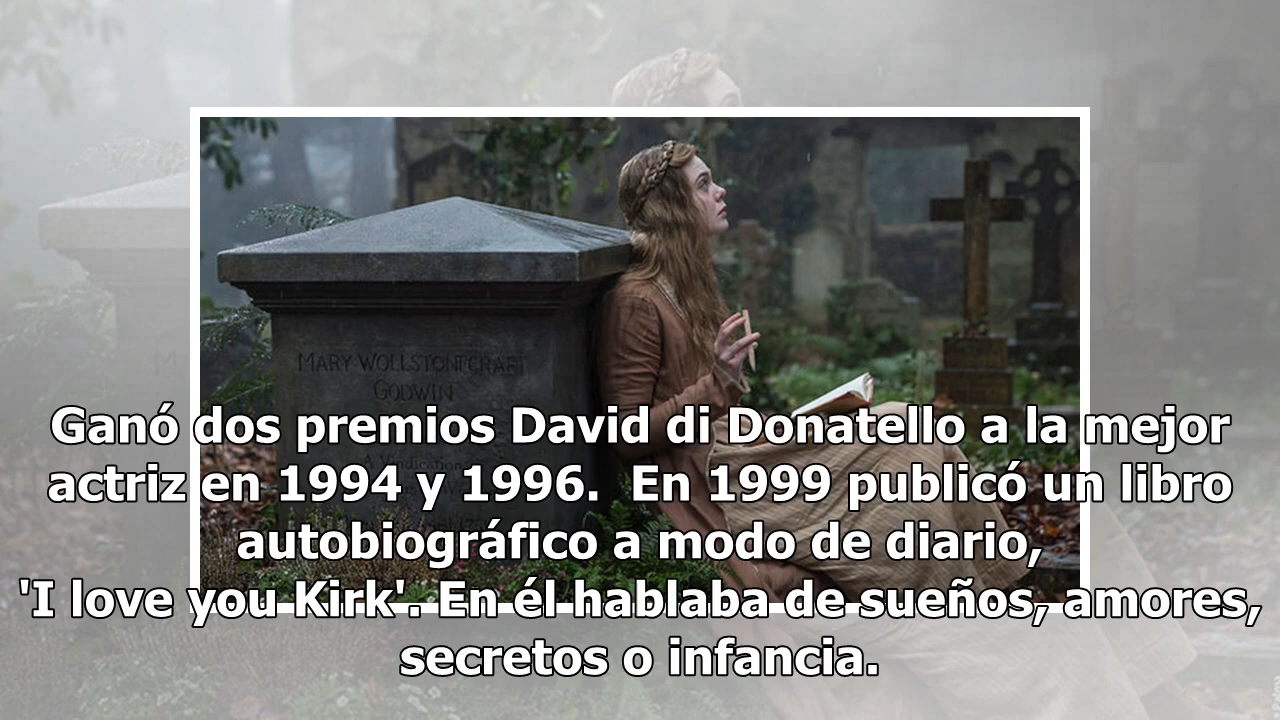 MARY WOLLSTONECRAFT
GODWIN
Ganó dos premios David di Donatello a la mejor
actriz en 1994 y 1996. En 1999 publicó un libro
autobiográfico a modo de diario,
'I love you Kirk'. En él hablaba de sueños, amores,
secretos o infancia.